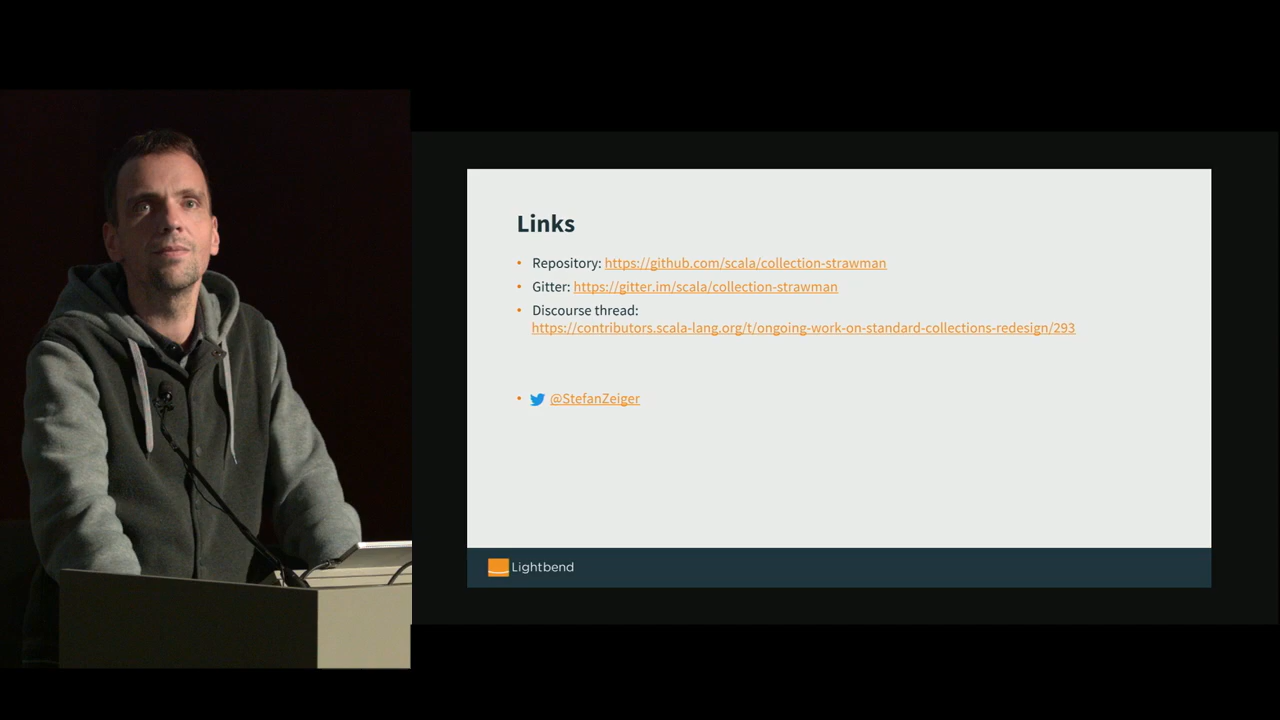 Links
• Repository: https://github.com/scala/collection-strawman
• Gitter: https://gitter.im/scala/collection-strawman
• Discourse thread:
https://contributors.scala-lang.org/t/ongoing-work-on-standard-collections-redesign/293
• @StefanZeiger
Lightbend